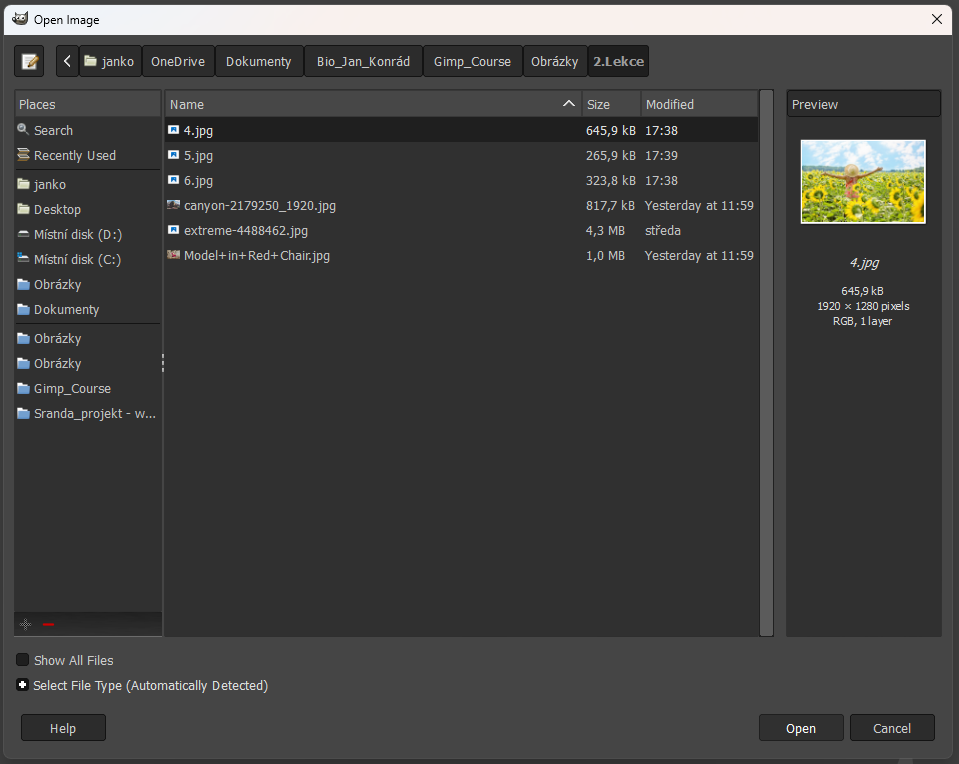 Open Image
janko OneDrive Dokumenty Bio_Jan_Konrád Gimp_Course Obrázky 2.Lekce
Places
Search
Recently Used
janko
Desktop
Místní disk (D:)
Místní disk (C:)
Obrázky
Dokumenty
Obrázky
Obrázky
Gimp_Course
Sranda_projekt - w...
Name Size Modified
4.jpg 645,9 kB 17:38
5.jpg 265,9 kB 17:39
6.jpg 323,8 kB 17:38
canyon-2179250_1920.jpg 817,7 kB Yesterday at 11:59
extreme-4488462.jpg 4,3 MB středa
Model+in+Red+Chair.jpg 1,0 MB Yesterday at 11:59
Preview
4.jpg
645,9 kB
1920 × 1280 pixels
RGB, 1 layer
Show All Files
Select File Type (Automatically Detected)
Help Open Cancel